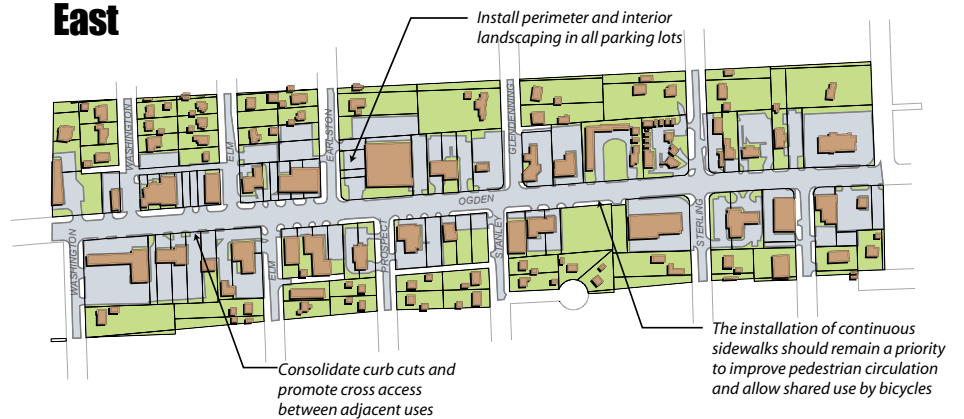 East
Install perimeter and interior
landscaping in all parking lots
WASHINGTON
ELM
EARLSTON
GLENDENNING
OGDEN
WASHINGTON
ELM
PROSPECT
STANLEY
STERLING
Consolidate curb cuts and
promote cross access
between adjacent uses
The installation of continuous
sidewalks should remain a priority
to improve pedestrian circulation
and allow shared use by bicycles